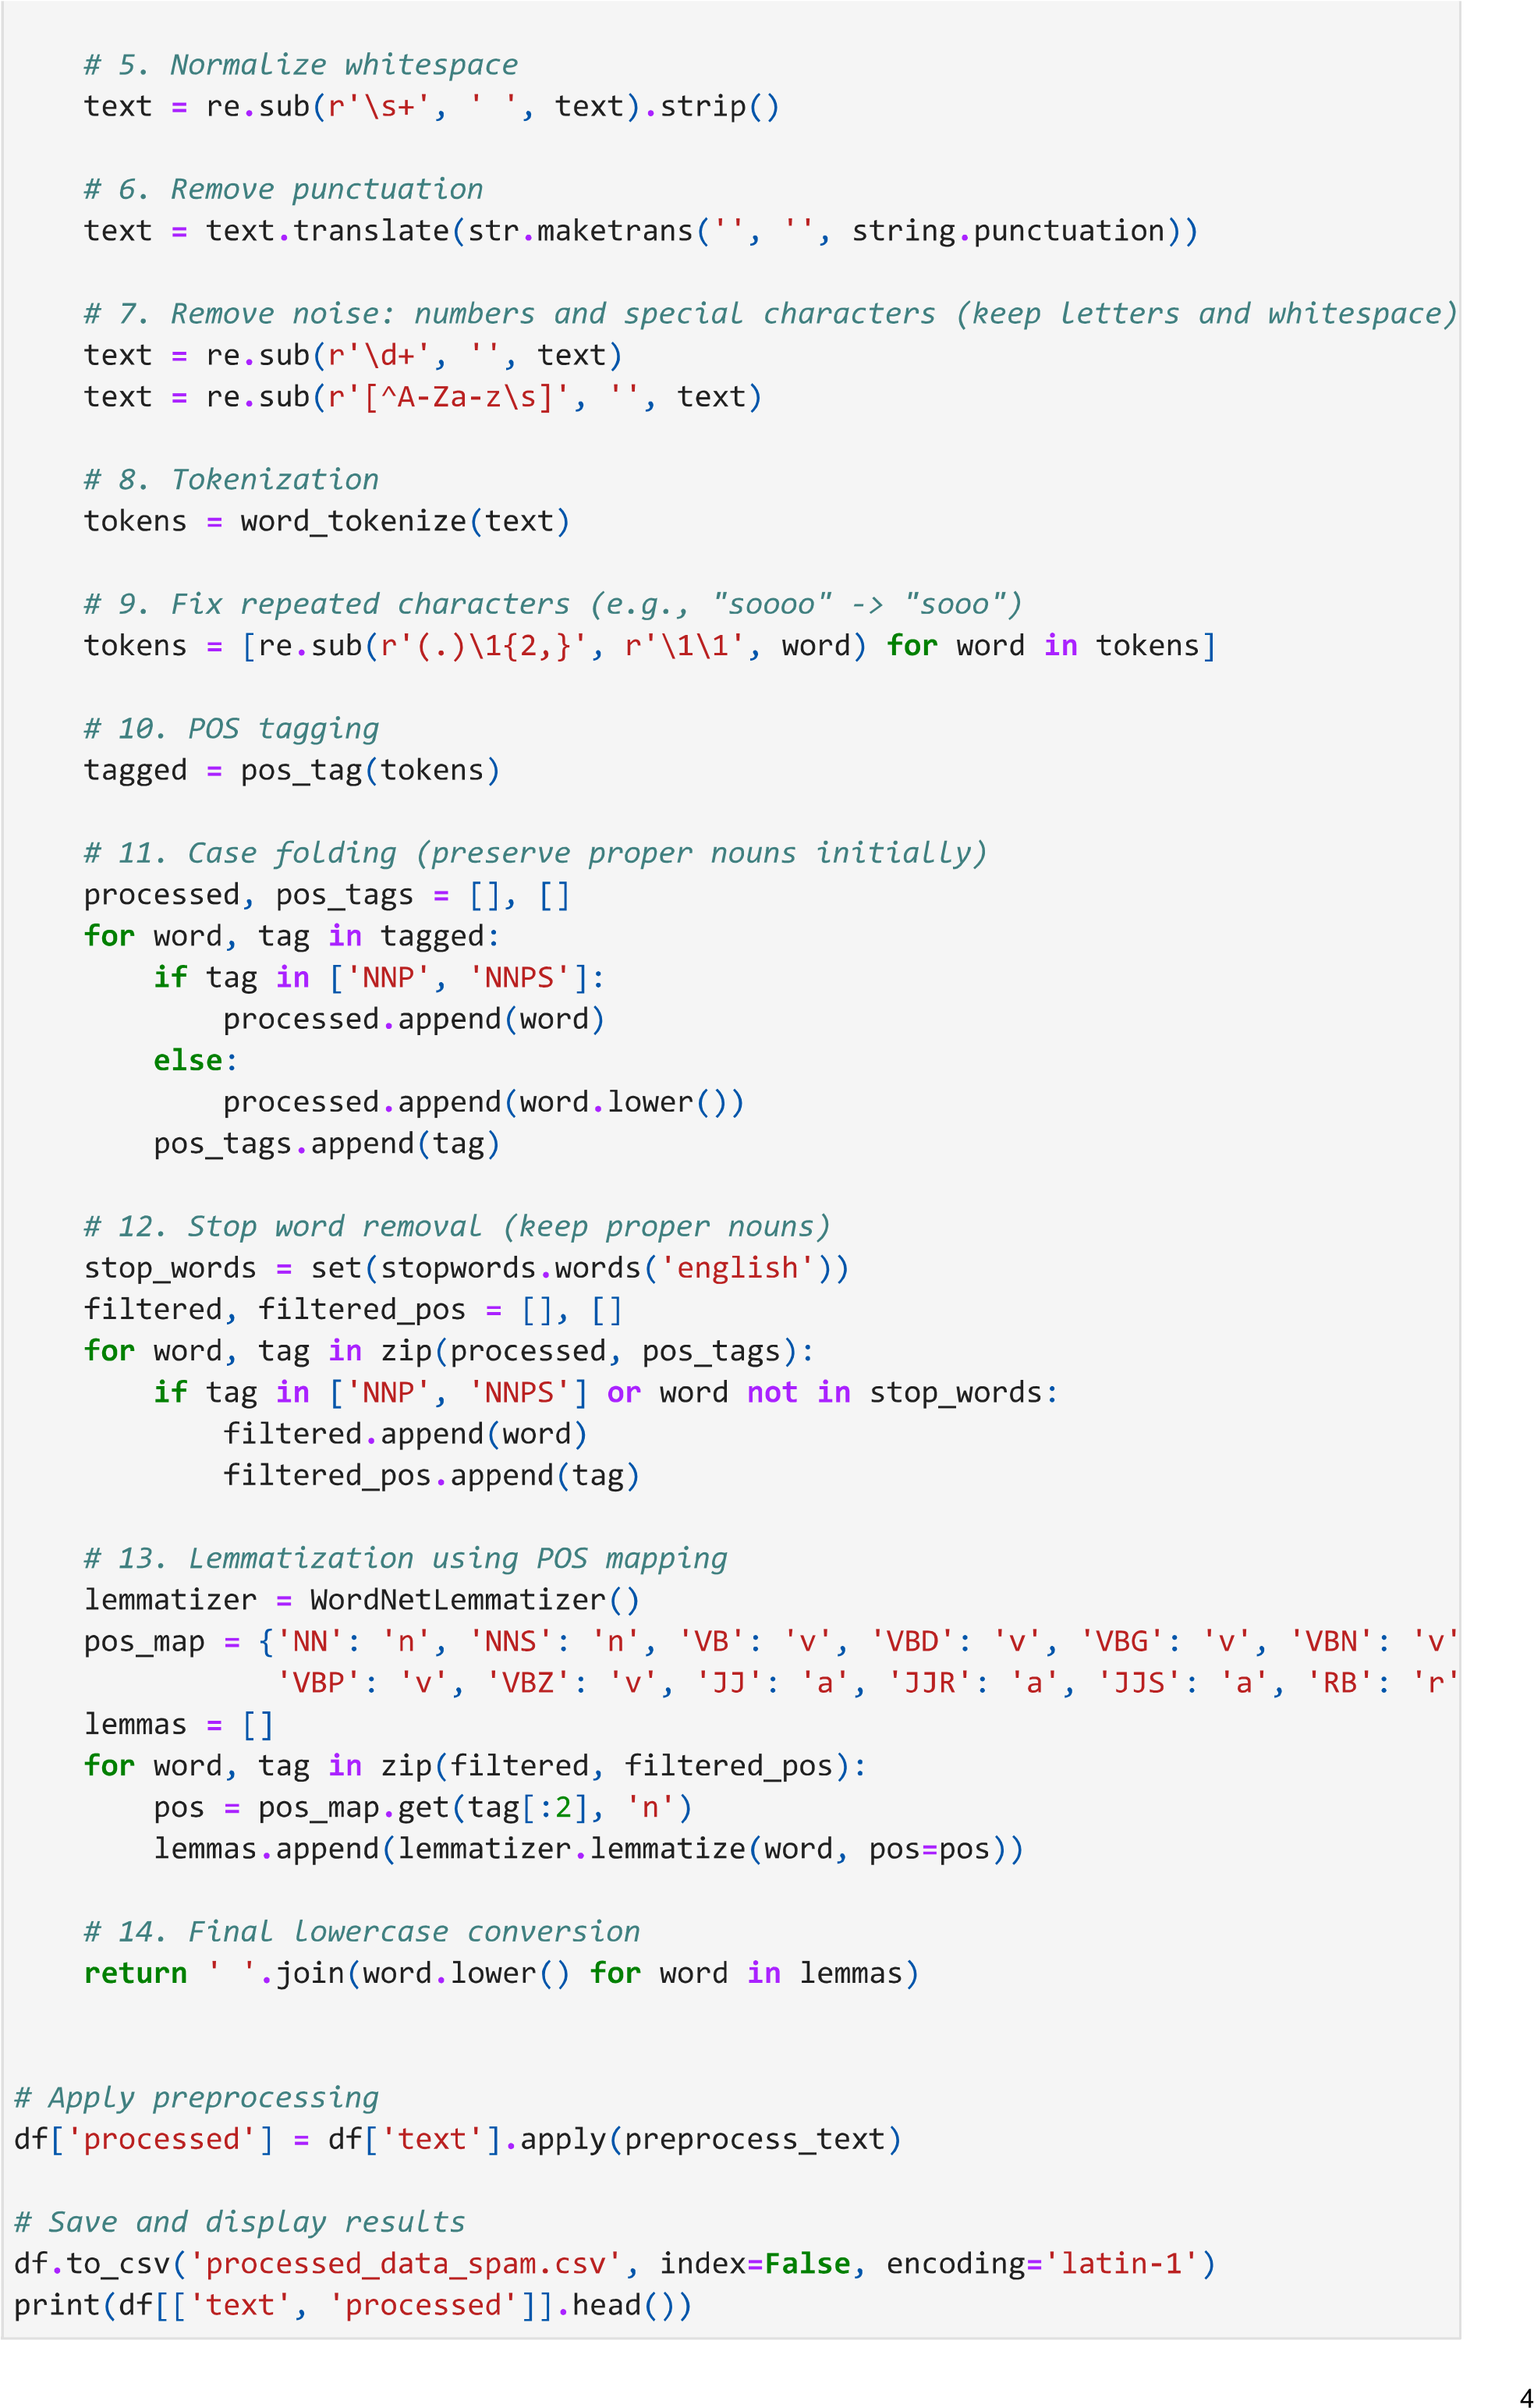 # 5. Normalize whitespace
text = re.sub(r'\s+', ' ', text).strip()
# 6. Remove punctuation
text = text.translate(str.maketrans('', '', string.punctuation))
# 7. Remove noise: numbers and special characters (keep letters and whitespace)
text = re.sub(r'\d+', '', text)
text = re.sub(r'[^A-Za-z\s]', '', text)
# 8. Tokenization
tokens = word_tokenize(text)
# 9. Fix repeated characters (e.g., "soooo" -> "sooo")
tokens = [re.sub(r'(.)\1{2,}', r'\1\1', word) for word in tokens]
# 10. POS tagging
tagged = pos_tag(tokens)
# 11. Case folding (preserve proper nouns initially)
processed, pos_tags = [], []
for word, tag in tagged:
if tag in ['NNP', 'NNPS']:
processed.append(word)
else:
processed.append(word.lower())
pos_tags.append(tag)
# 12. Stop word removal (keep proper nouns)
stop_words = set(stopwords.words('english'))
filtered, filtered_pos = [], []
for word, tag in zip(processed, pos_tags):
if tag in ['NNP', 'NNPS'] or word not in stop_words:
filtered.append(word)
filtered_pos.append(tag)
# 13. Lemmatization using POS mapping
lemmatizer = WordNetLemmatizer()
pos_map = {'NN': 'n', 'NNS': 'n', 'VB': 'v', 'VBD': 'v', 'VBG': 'v', 'VBN': 'v'
'VBP': 'v', 'VBZ': 'v', 'JJ': 'a', 'JJR': 'a', 'JJS': 'a', 'RB': 'r'
lemmas = []
for word, tag in zip(filtered, filtered_pos):
pos = pos_map.get(tag[:2], 'n')
lemmas.append(lemmatizer.lemmatize(word, pos=pos))
# 14. Final lowercase conversion
return ' '.join(word.lower() for word in lemmas)
# Apply preprocessing
df['processed'] = df['text'].apply(preprocess_text)
# Save and display results
df.to_csv('processed_data_spam.csv', index=False, encoding='latin-1')
print(df[['text', 'processed']].head())
4